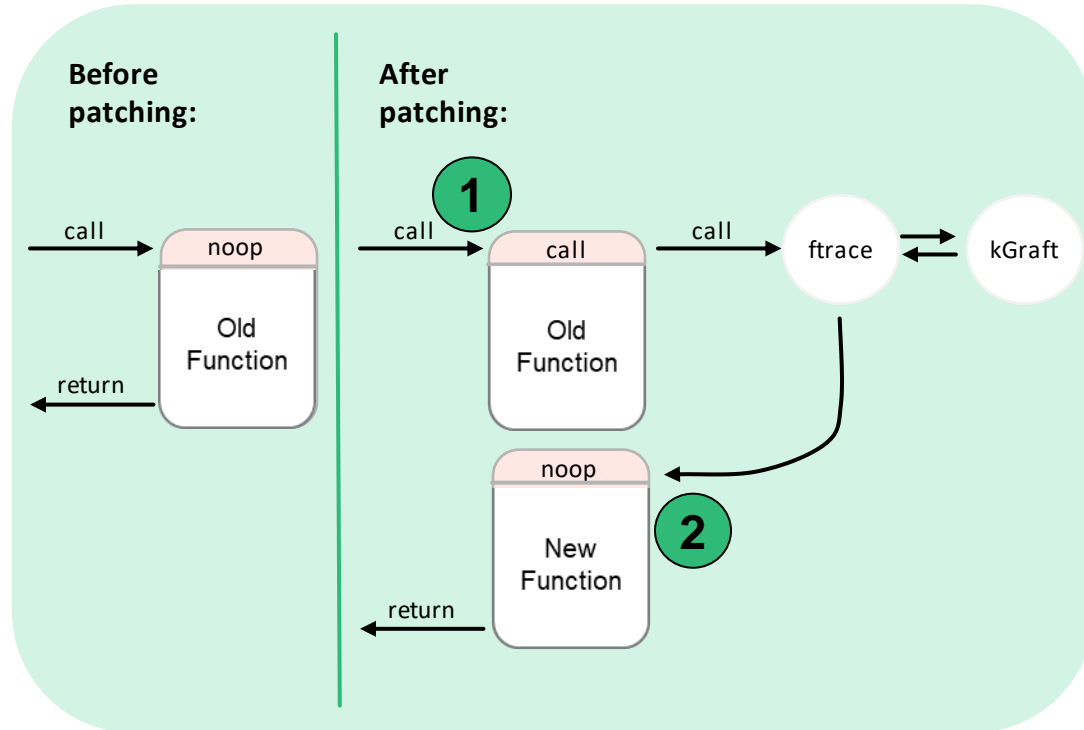 Before
patching:
call
noop
Old
Function
return
After
patching:
1
call
call
Old
Function
call
ftrace
kGraft
noop
New
Function
2
return